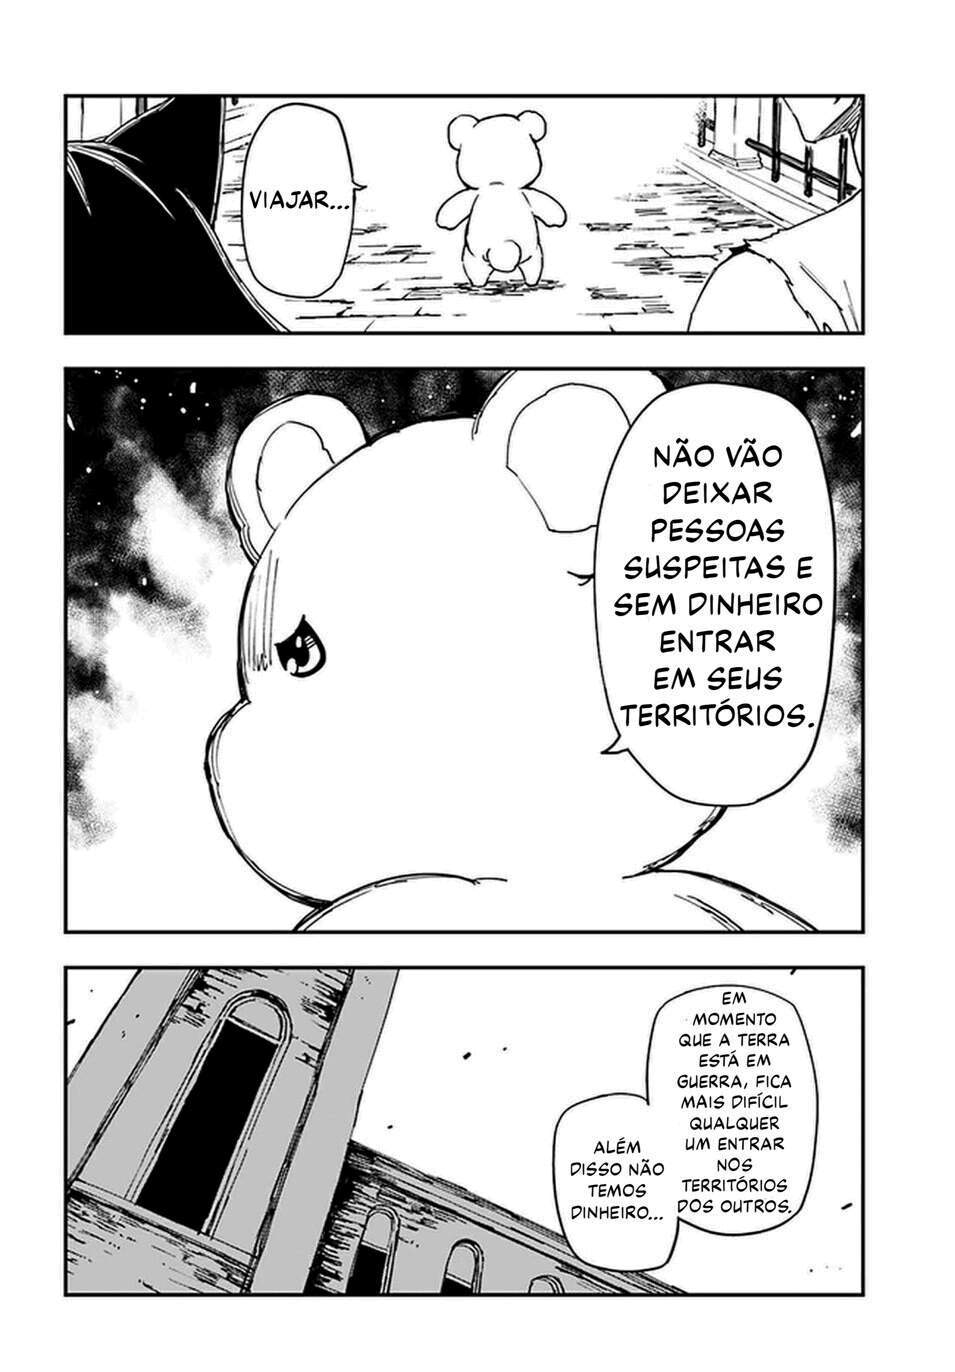 VIAJAR...
NÃO VÃO
DEIXAR
PESSOAS
SUSPEITAS E
SEM DINHEIRO
ENTRAR
EM SEUS
TERRITÓRIOS.
EM
MOMENTO
QUE A TERRA
ESTÁ EM
GUERRA, FICA
MAIS DIFÍCIL
QUALQUER
UM ENTRAR
NOS
TERRITÓRIOS
DOS OUTROS.
ALÉM
DISSO NÃO
TEMOS
DINHEIRO...